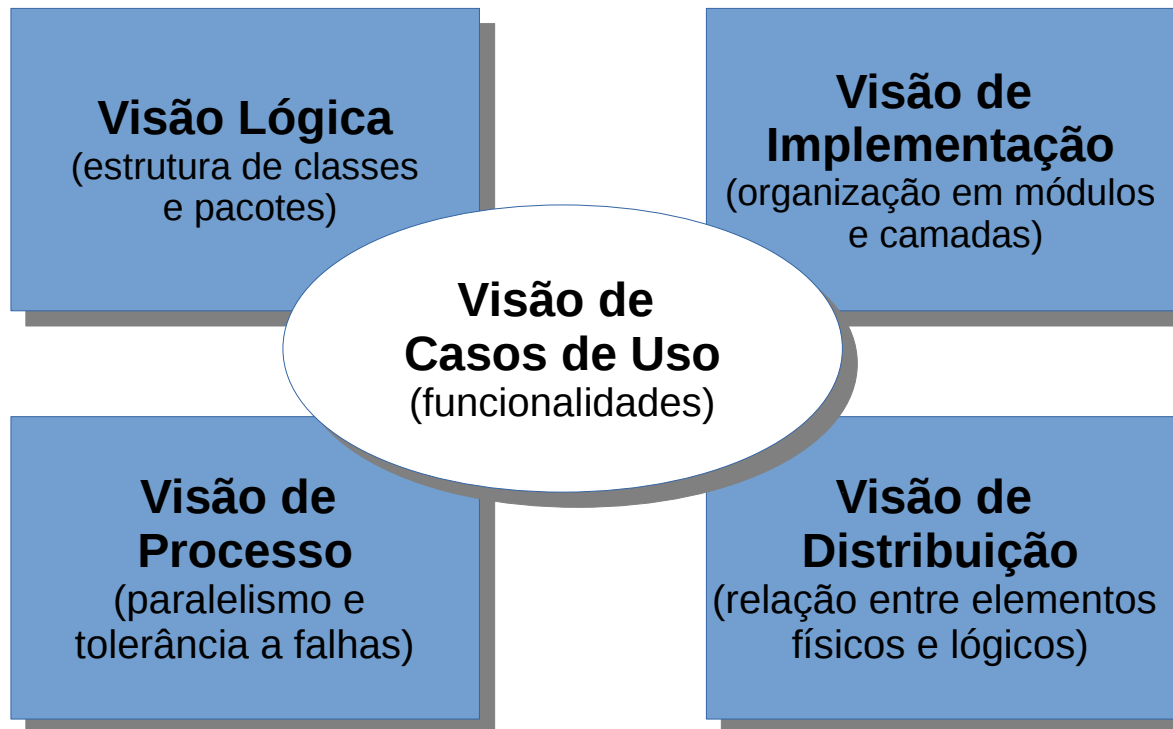 Visão Lógica
(estrutura de classes
e pacotes)
Visão de
Implementação
(organização em módulos
e camadas)
Visão de
Casos de Uso
(funcionalidades)
Visão de
Processo
(paralelismo e
tolerância a falhas)
Visão de
Distribuição
(relação entre elementos
físicos e lógicos)